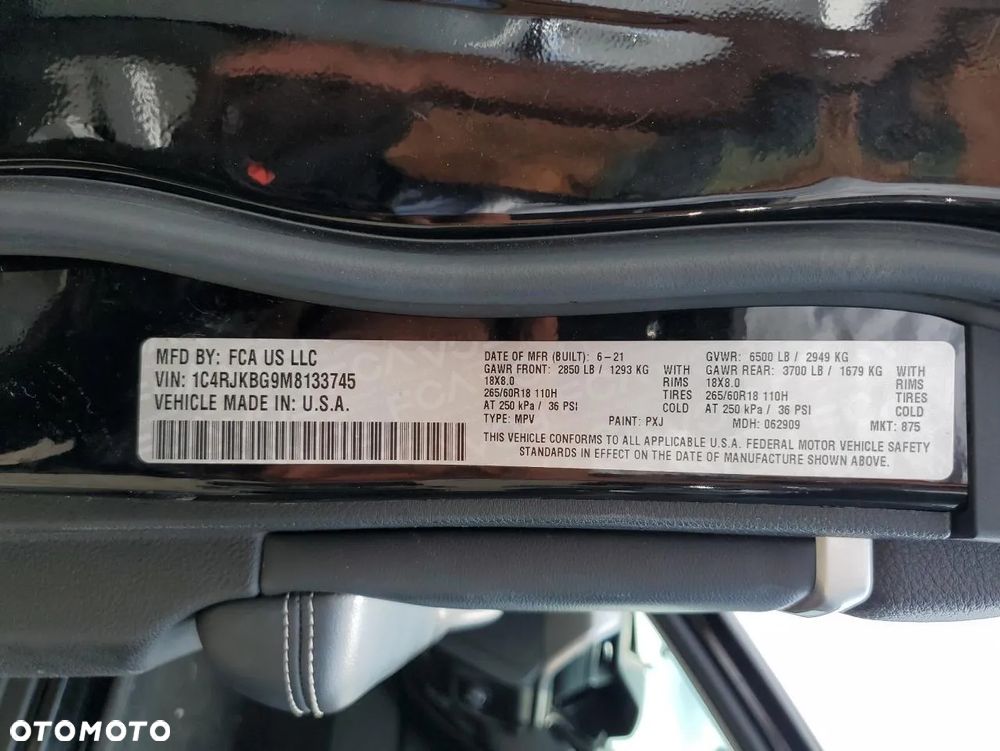 MFD BY: FCA US LLC
VIN: 1C4RJKBG9M8133745
VEHICLE MADE IN: U.S.A.
DATE OF MFR (BUILT): 6-21 GVWR: 6500 LB / 2949 KG
GAWR FRONT: 2850 LB / 1293 KG WITH GAWR REAR: 3700 LB / 1679 KG WITH
18X8.0 RIMS 18X8.0 RIMS
265/60R18 110H TIRES 265/60R18 110H TIRES
AT 250 kPa / 36 PSI COLD AT 250 kPa / 36 PSI COLD
TYPE: MPV PAINT: PXJ MDH: 062909 MKT: 875
THIS VEHICLE CONFORMS TO ALL APPLICABLE U.S.A. FEDERAL MOTOR VEHICLE SAFETY
STANDARDS IN EFFECT ON THE DATE OF MANUFACTURE SHOWN ABOVE.
OTOMOTO